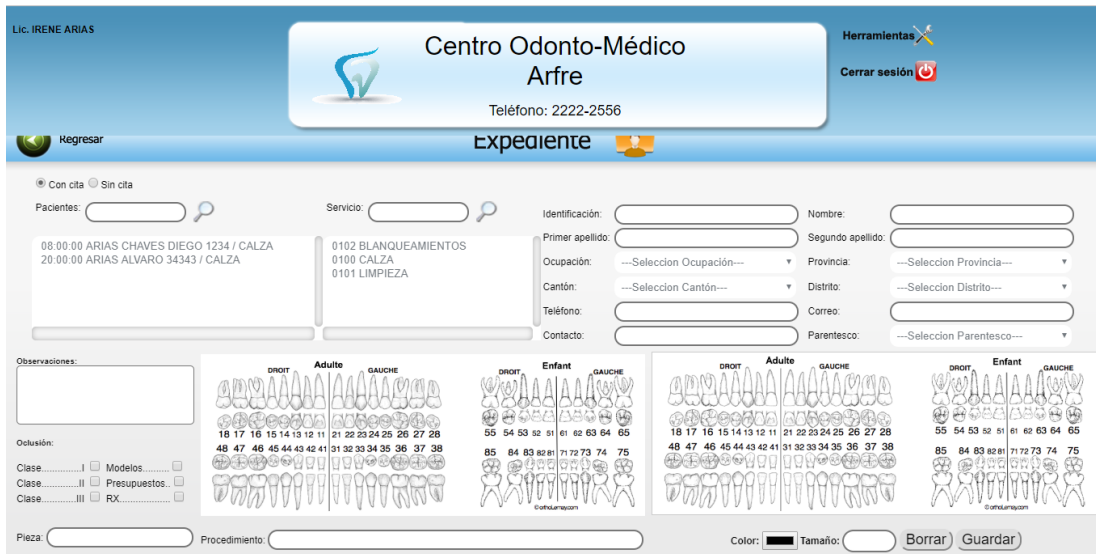 Lic. IRENE ARIAS
Centro Odonto-Médico
Arfre
Teléfono: 2222-2556
Herramientas
Cerrar sesión
Regresar
Expediente
Con cita Sin cita
Pacientes:
Servicio:
08:00:00 ARIAS CHAVES DIEGO 1234 / CALZA
20:00:00 ARIAS ALVARO 34343 / CALZA
0102 BLANQUEAMIENTOS
0100 CALZA
0101 LIMPIEZA
Identificación: Nombre:
Primer apellido: Segundo apellido:
Ocupación: ---Seleccion Ocupación--- Provincia: ---Seleccion Provincia---
Cantón: ---Seleccion Cantón--- Distrito: ---Seleccion Distrito---
Teléfono: Correo:
Contacto: Parentesco: ---Seleccion Parentesco---
Observaciones:
Oclusión:
Clase..............I Modelos.........
Clase.............II Presupuestos..
Clase............III RX...................
Adulte
DROIT GAUCHE
18 17 16 15 14 13 12 11 21 22 23 24 25 26 27 28
48 47 46 45 44 43 42 41 31 32 33 34 35 36 37 38
Enfant
DROIT GAUCHE
55 54 53 52 51 61 62 63 64 65
85 84 83 82 81 71 72 73 74 75
© ortholemay.com
Adulte
DROIT GAUCHE
18 17 16 15 14 13 12 11 21 22 23 24 25 26 27 28
48 47 46 45 44 43 42 41 31 32 33 34 35 36 37 38
Enfant
DROIT GAUCHE
55 54 53 52 51 61 62 63 64 65
85 84 83 82 81 71 72 73 74 75
© ortholemay.com
Pieza: Procedimiento: Color: Tamaño: Borrar Guardar